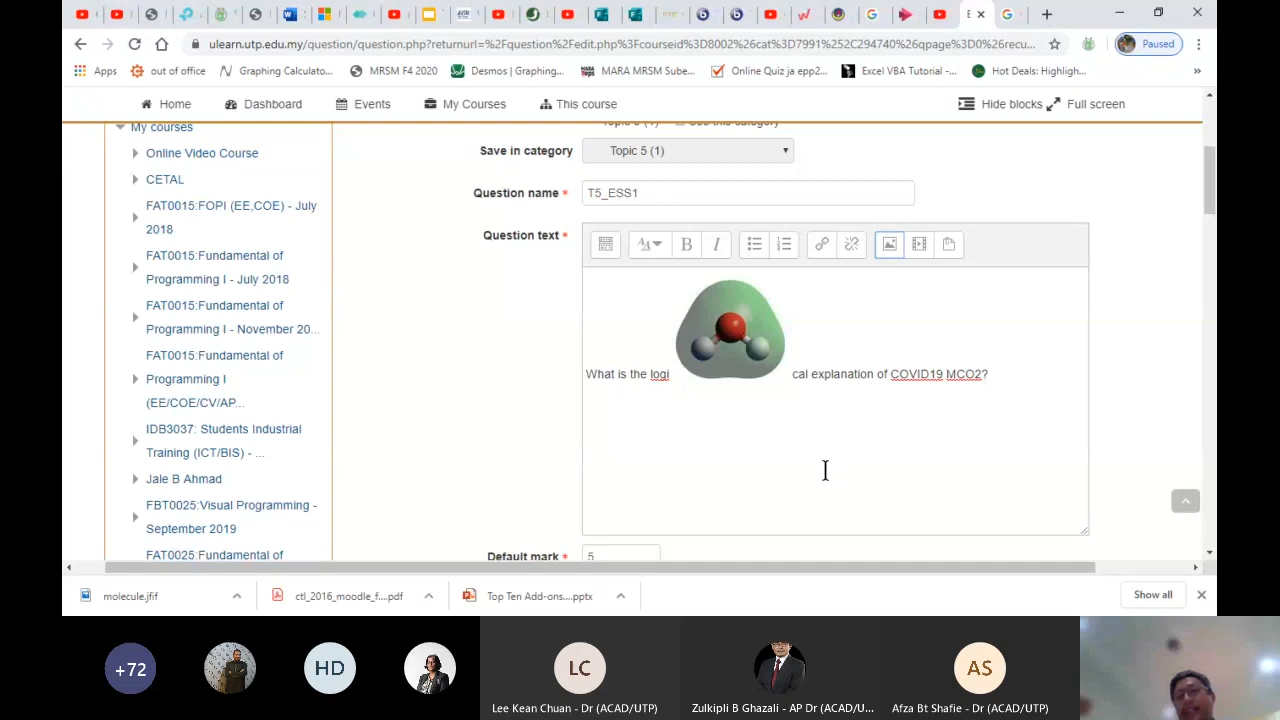 ulearn.utp.edu.my/question/question.php?returnurl=%2Fquestion%2Fedit.php%3Fcourseid%3D8002%26cat%3D7991%252C294740%26qpage%3D0%26recu...
Paused
Apps
out of office
Graphing Calculato...
MRSM F4 2020
Desmos | Graphing...
MARA MRSM Sube...
Online Quiz ja epp2...
Excel VBA Tutorial -...
Hot Deals: Highligh...
Home
Dashboard
Events
My Courses
This course
Hide blocks
Full screen
My courses
Online Video Course
CETAL
FAT0015:FOPI (EE,COE) - July
2018
FAT0015:Fundamental of
Programming I - July 2018
FAT0015:Fundamental of
Programming I - November 20...
FAT0015:Fundamental of
Programming I
(EE/COE/CV/AP...
IDB3037: Students Industrial
Training (ICT/BIS) - ...
Jale B Ahmad
FBT0025:Visual Programming -
September 2019
FAT0025:Fundamental of
Save in category
Topic 5 (1)
Question name *
T5_ESS1
Question text *
What is the logi cal explanation of COVID19 MCO2?
Default mark *
5
molecule.jfif
ctl_2016_moodle_f....pdf
Top Ten Add-ons....pptx
Show all
+72
HD
LC
AS
Lee Kean Chuan - Dr (ACAD/UTP)
Zulkipli B Ghazali - AP Dr (ACAD/U...
Afza Bt Shafie - Dr (ACAD/UTP)